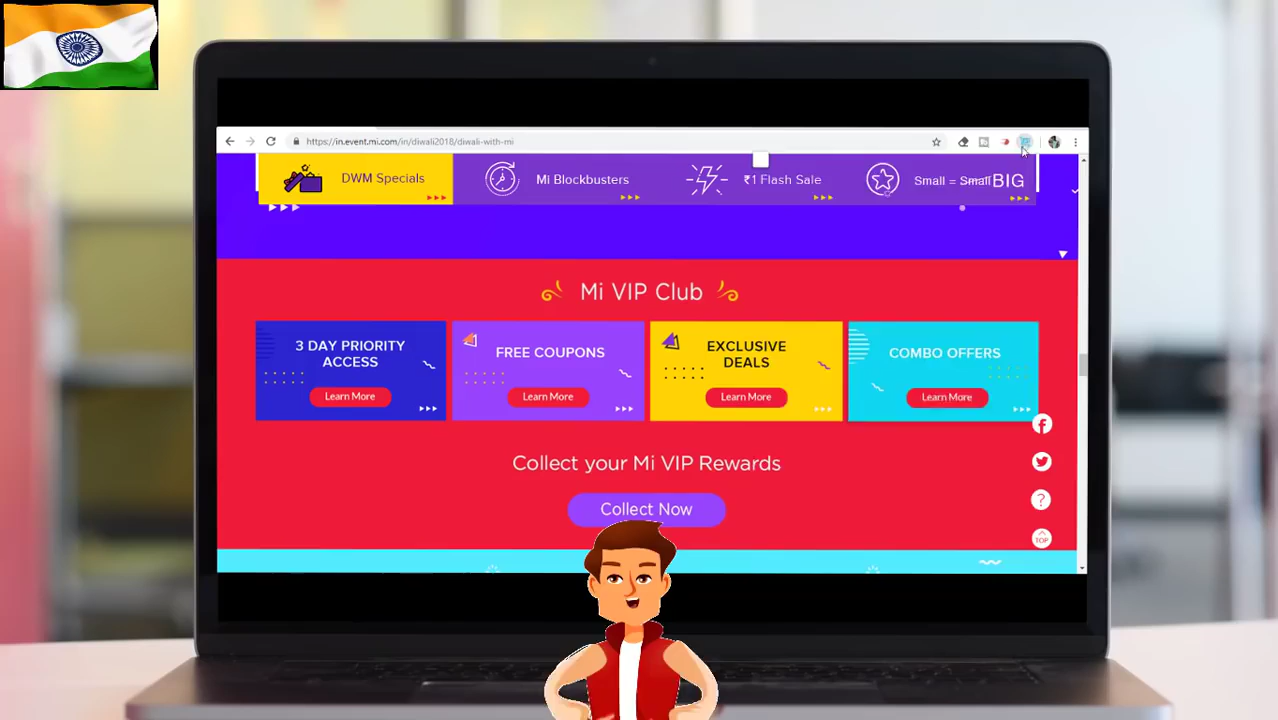 https://in.event.mi.com/in/diwali2018/diwali-with-mi
DWM Specials
Mi Blockbusters
₹1 Flash Sale
Small = Small BIG
Mi VIP Club
3 DAY PRIORITY
ACCESS
Learn More
FREE COUPONS
Learn More
EXCLUSIVE
DEALS
Learn More
COMBO OFFERS
Learn More
Collect your Mi VIP Rewards
Collect Now
?
TOP